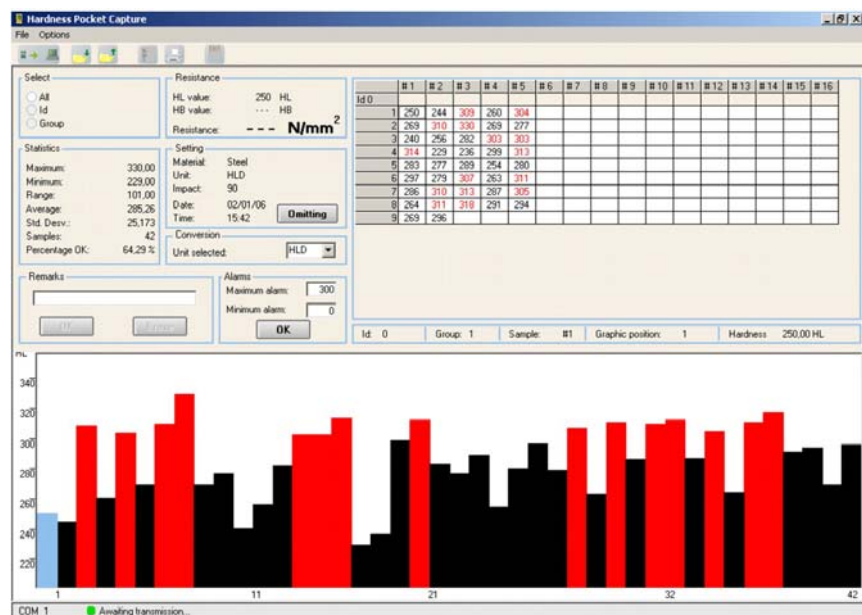 Hardness Pocket Capture
File Options
Select
All
Id
Group
Resistance
HL value: 250 HL
HB value: --- HB
Resistance: --- N/mm²
Statistics
Maximum: 330,00
Minimum: 229,00
Range: 101,00
Average: 285,26
Std. Desv.: 25,173
Samples: 42
Percentage OK: 64,29 %
Setting
Material: Steel
Unit: HLD
Impact: 90
Date: 02/01/06
Time: 15:42
Omitting
Conversion
Unit selected: HLD
Remarks
Alarms
Maximum alarm: 300
Minimum alarm: 0
OK
#1 #2 #3 #4 #5 #6 #7 #8 #9 #10 #11 #12 #13 #14 #15 #16
Id 0
1 250 244 309 260 304
2 269 310 330 269 277
3 240 256 282 303 303
4 314 229 236 299 313
5 283 277 289 254 280
6 297 279 307 263 311
7 286 310 313 287 305
8 264 311 318 291 294
9 269 296
Id: 0 Group: 1 Sample: #1 Graphic position: 1 Hardness 250,00 HL
HL
340
320
300
280
260
240
220
1 11 21 32 42
COM 1 Awaiting transmission...